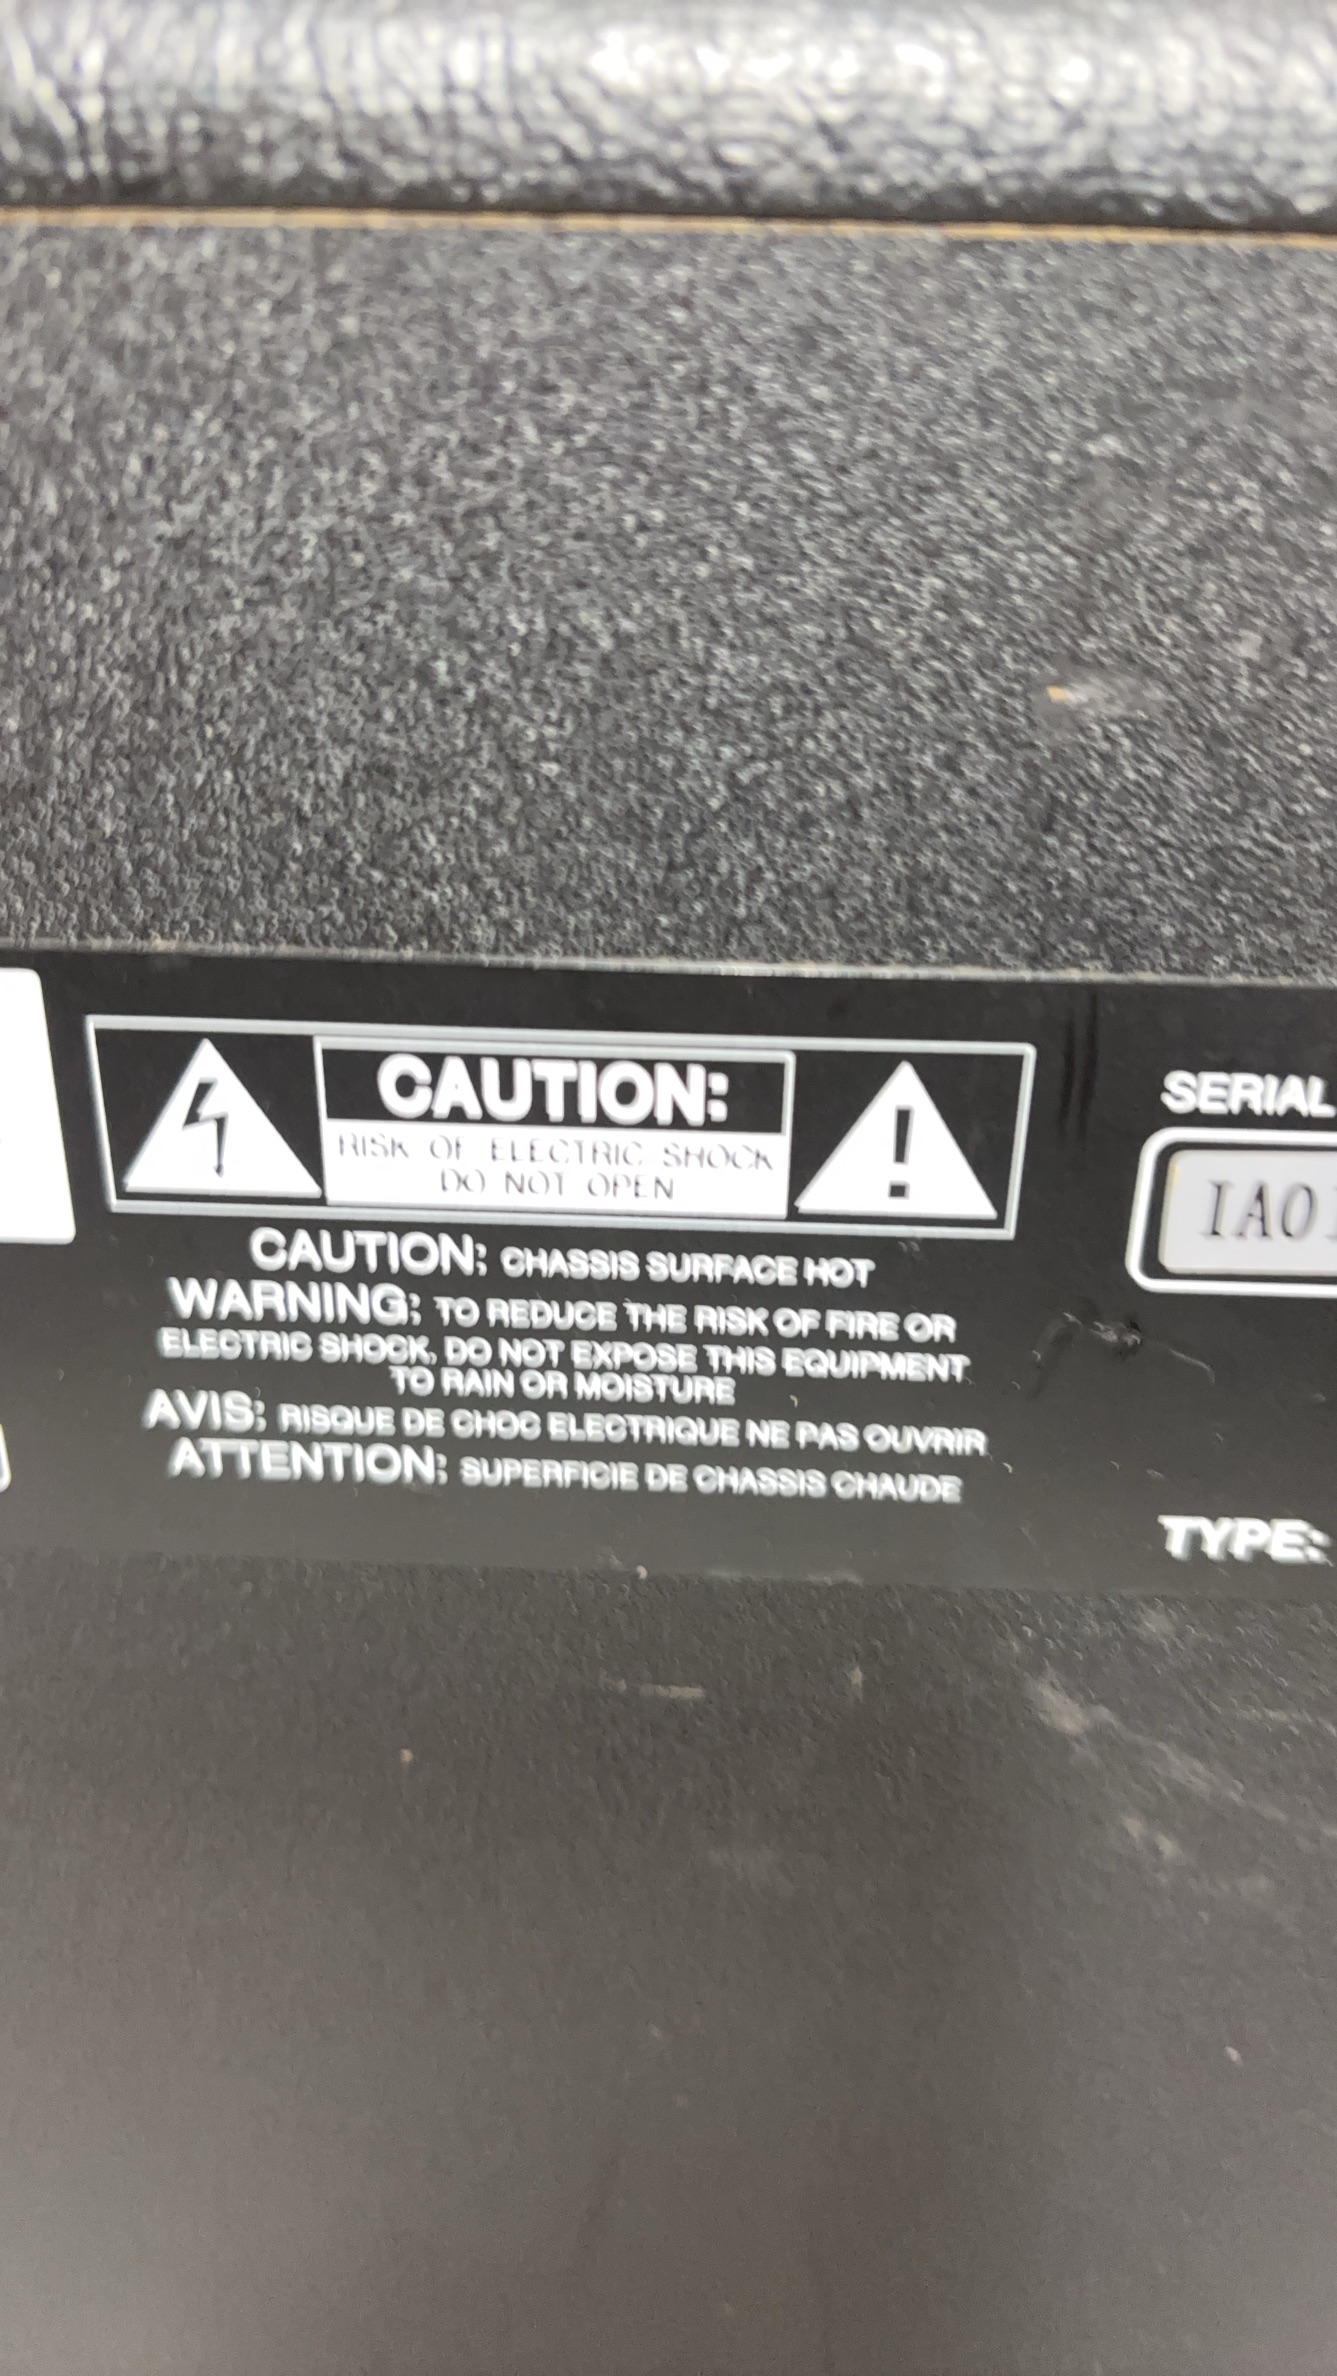 CAUTION:
RISK OF ELECTRIC SHOCK
DO NOT OPEN
CAUTION: CHASSIS SURFACE HOT
WARNING: TO REDUCE THE RISK OF FIRE OR
ELECTRIC SHOCK, DO NOT EXPOSE THIS EQUIPMENT
TO RAIN OR MOISTURE
AVIS: RISQUE DE CHOC ELECTRIQUE NE PAS OUVRIR
ATTENTION: SUPERFICIE DE CHASSIS CHAUDE
SERIAL
IA0
TYPE: